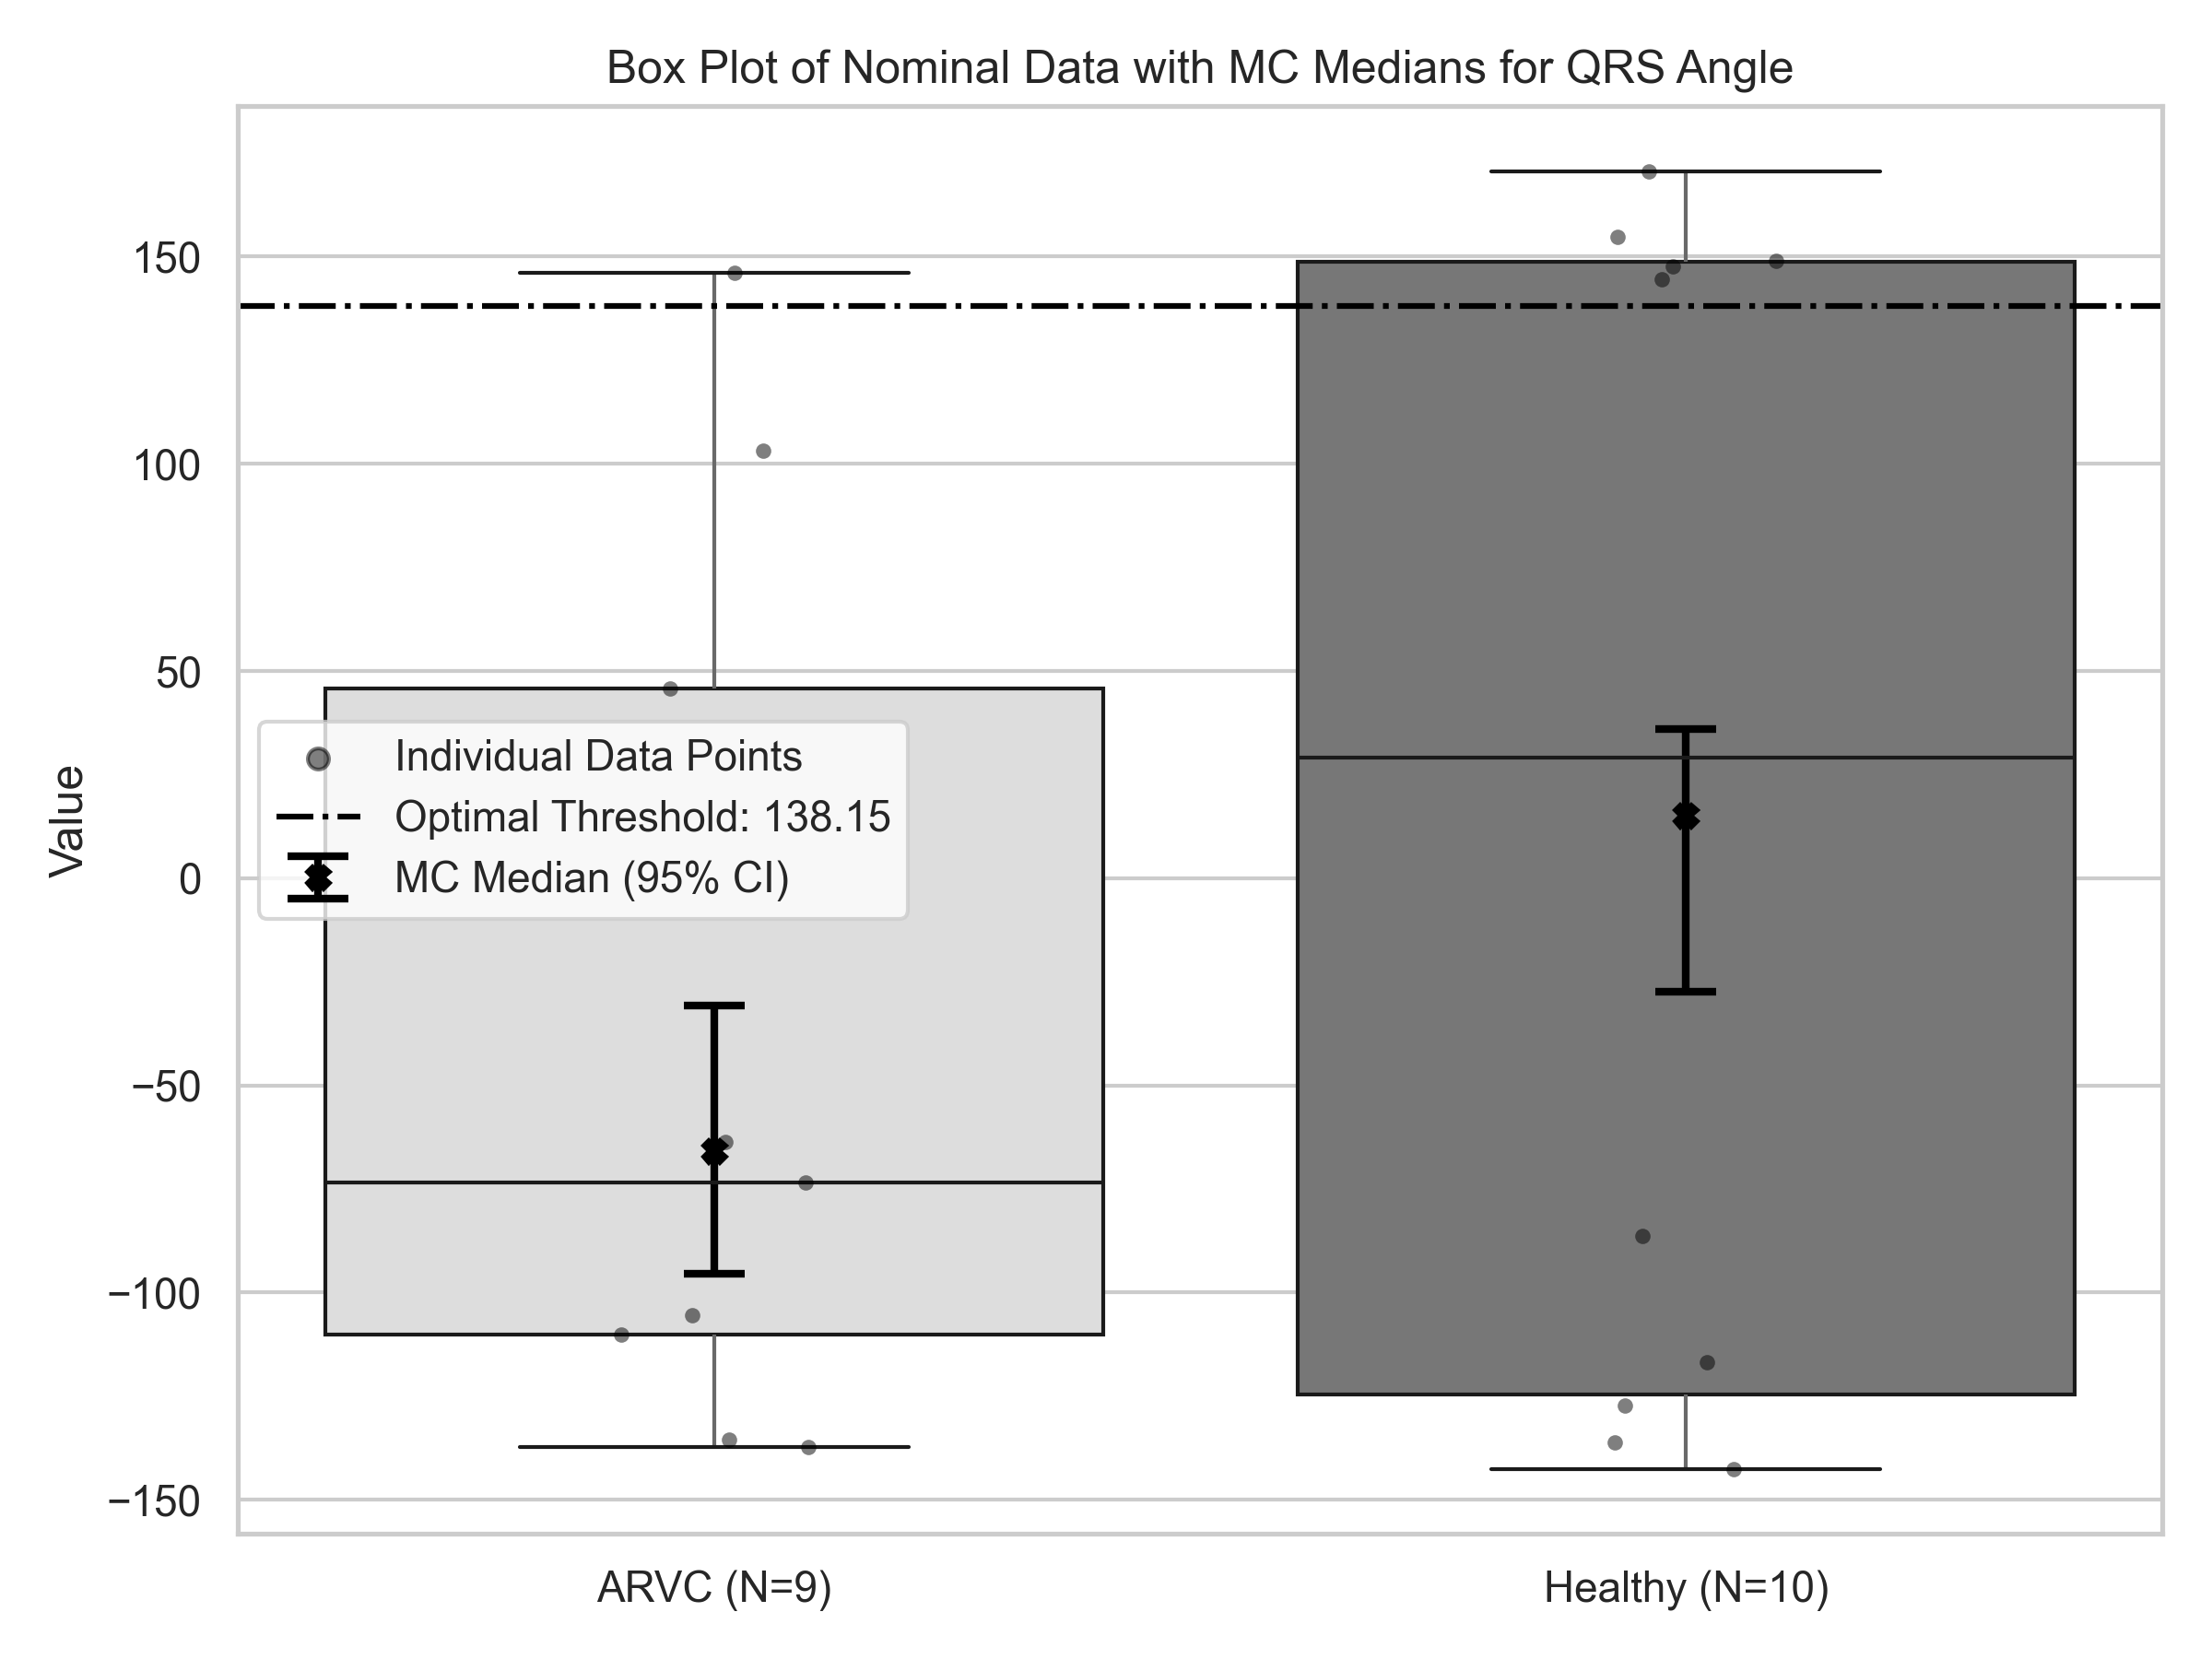 Box Plot of Nominal Data with MC Medians for QRS Angle
Value
150
100
50
0
−50
−100
−150
Individual Data Points
Optimal Threshold: 138.15
MC Median (95% CI)
ARVC (N=9)
Healthy (N=10)